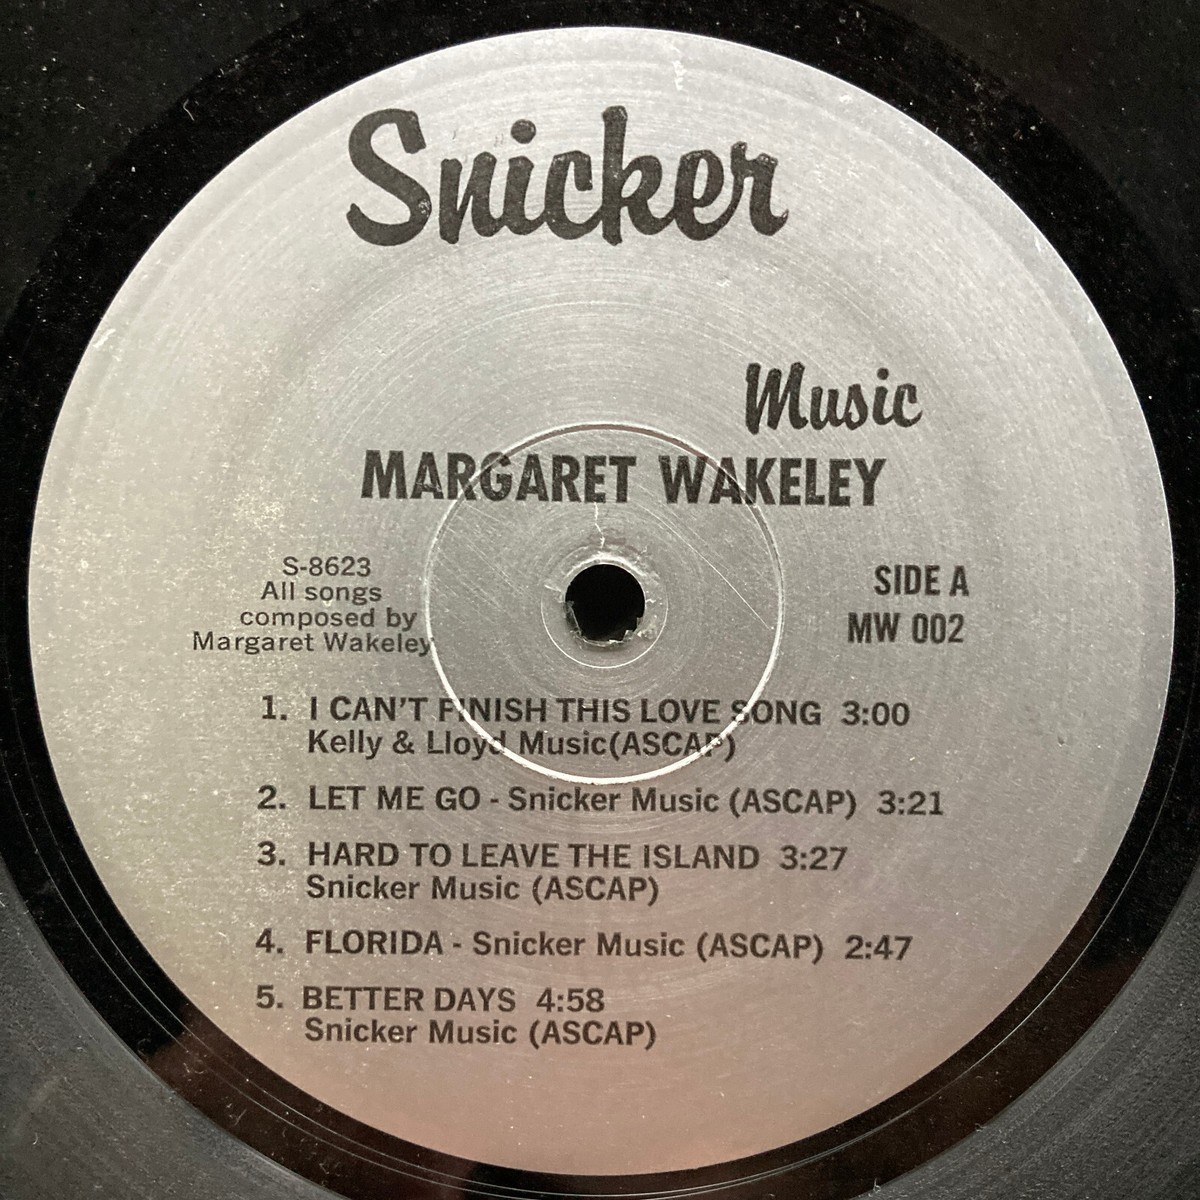 Snicker
Music
MARGARET WAKELEY
S-8623
All songs
composed by
Margaret Wakeley
SIDE A
MW 002
1. I CAN'T FINISH THIS LOVE SONG 3:00
Kelly & Lloyd Music(ASCAP)
2. LET ME GO - Snicker Music (ASCAP) 3:21
3. HARD TO LEAVE THE ISLAND 3:27
Snicker Music (ASCAP)
4. FLORIDA - Snicker Music (ASCAP) 2:47
5. BETTER DAYS 4:58
Snicker Music (ASCAP)